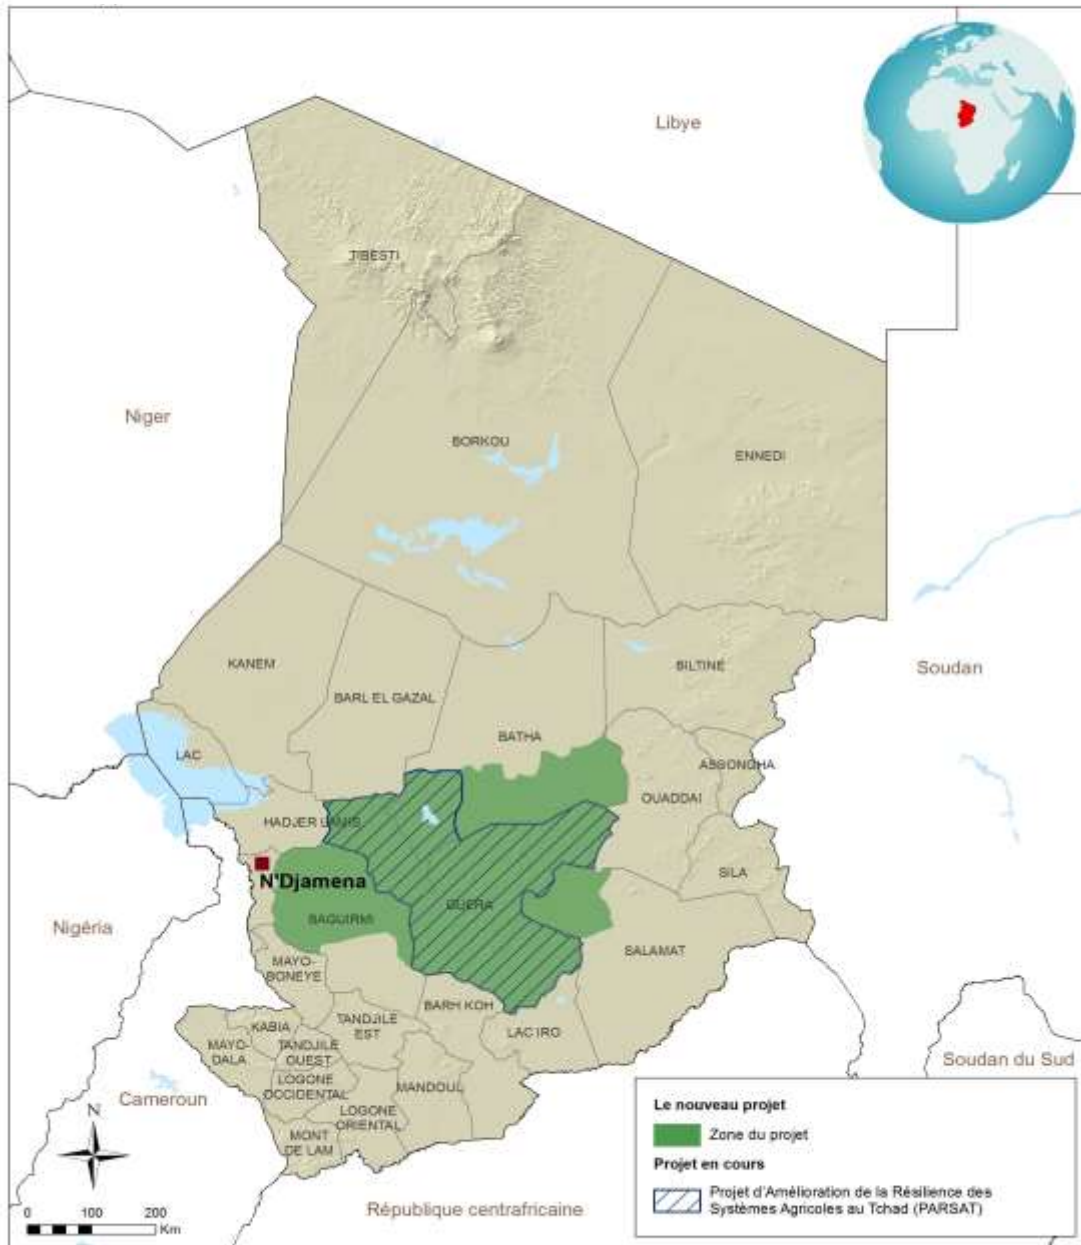 Libye
TIBESTI
Niger
BORKOU
ENNEDI
KANEM
BILTINE
Soudan
BARL EL GAZAL
BATHA
LAC
ASSONGHA
OUADDAI
HADJER LAMIS
N'Djamena
SILA
GUERA
BAGUIRMI
Nigéria
SALAMAT
MAYO-
BONEYE
BARH KOH
TANDJILE
EST
KABIA
LAC IRO
MAYO-
DALA
TANDJILE
OUEST
Soudan du Sud
LOGONE
OCCIDENTAL
MANDOUL
Cameroun
LOGONE
ORIENTAL
N
MONT
DE LAM
République centrafricaine
0 50 100 200
Km
Le nouveau projet
Zone du projet
Projet en cours
Projet d'Amélioration de la Résilience des
Systèmes Agricoles au Tchad (PARSAT)